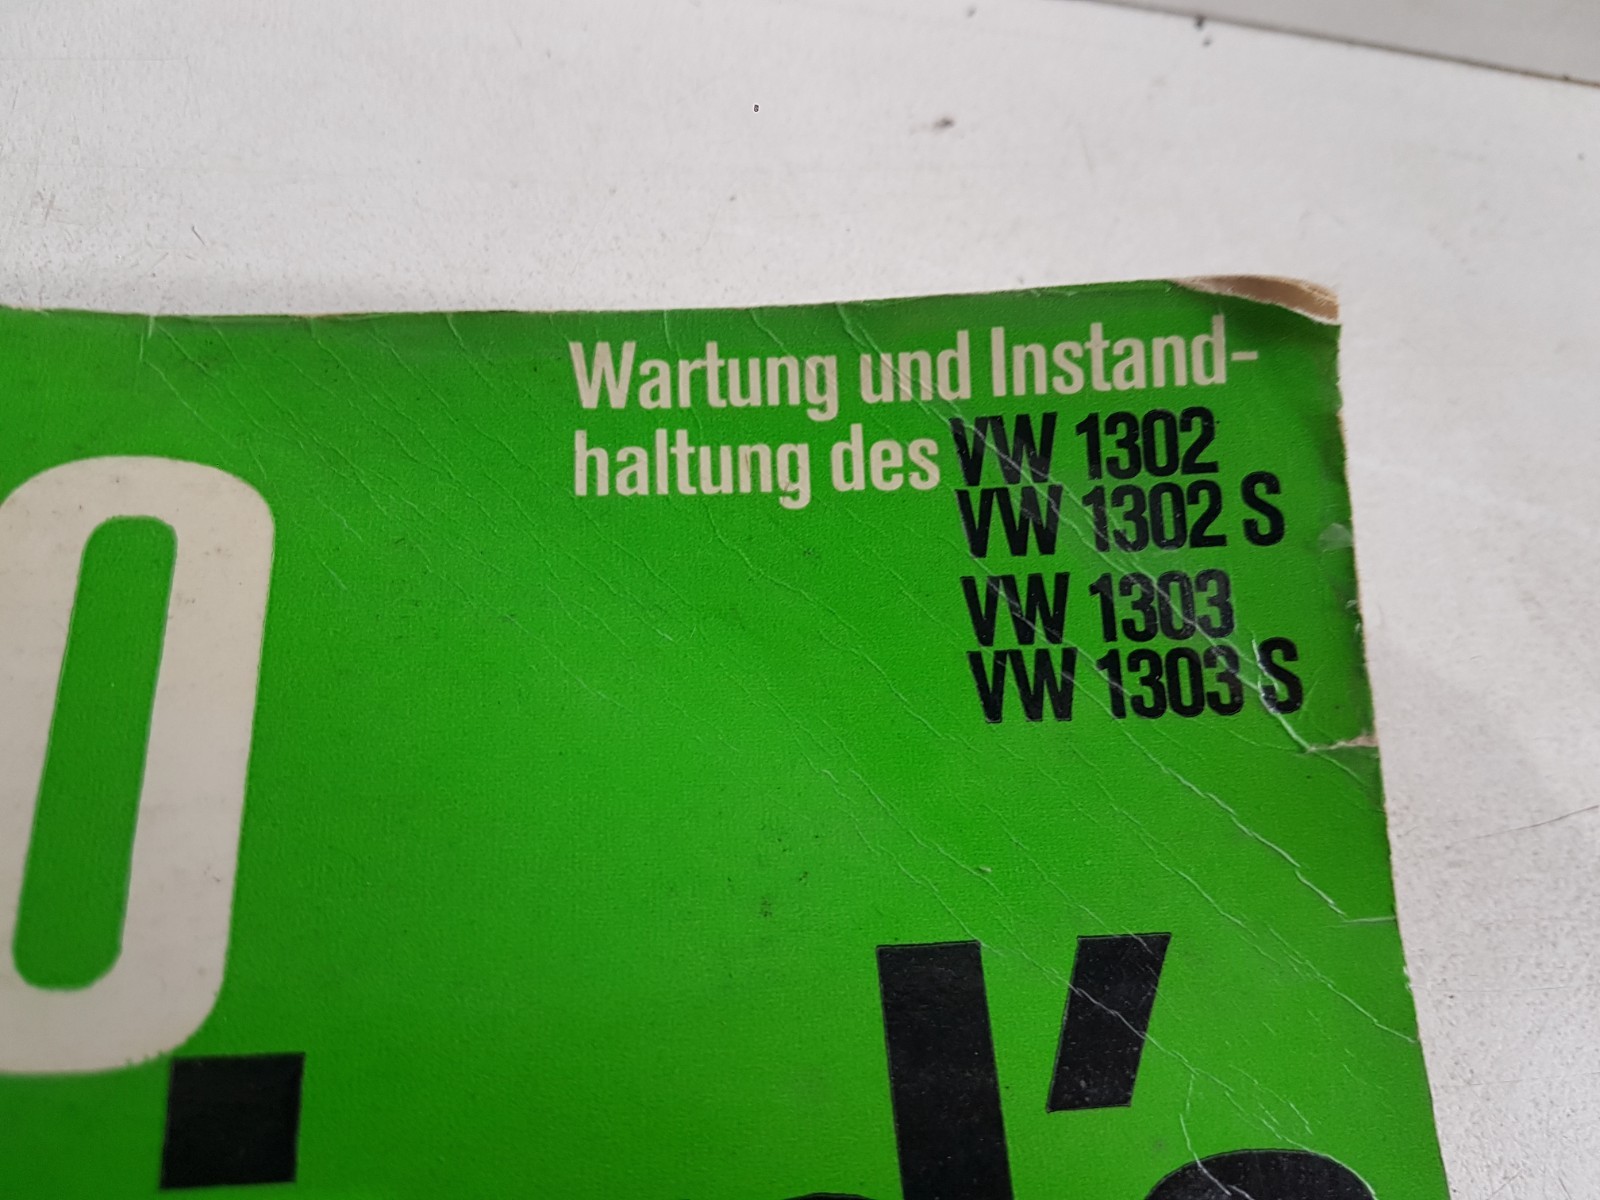 Wartung und Instand-
haltung des VW 1302
VW 1302 S
VW 1303
VW 1303 S